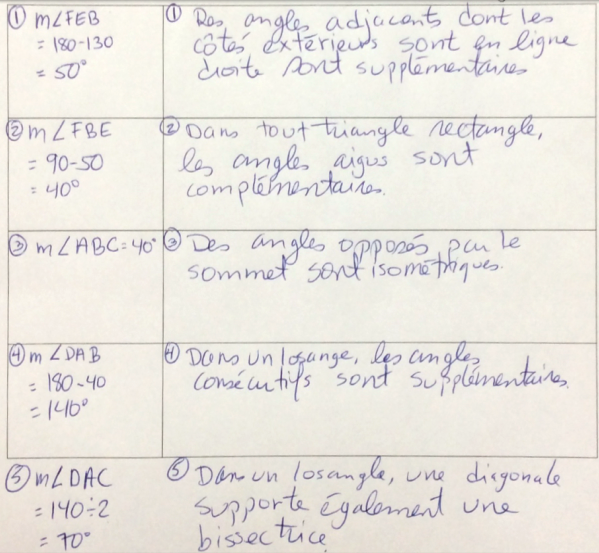 ① m∠FEB
= 180-130
= 50°
① Des angles adjacents dont les
côtés extérieurs sont en ligne
droite sont supplémentaires
② m∠FBE
= 90-50
= 40°
② Dans tout triangle rectangle,
les angles aigus sont
complémentaires.
③ m∠ABC=40°
③ Des angles opposés par le
sommet sont isométriques.
④ m∠DAB
= 180-40
= 140°
④ Dans un losange, les angles
consécutifs sont supplémentaires.
⑤ m∠DAC
= 140÷2
= 70°
⑤ Dans un losangle, une diagonale
supporte également une
bissectrice